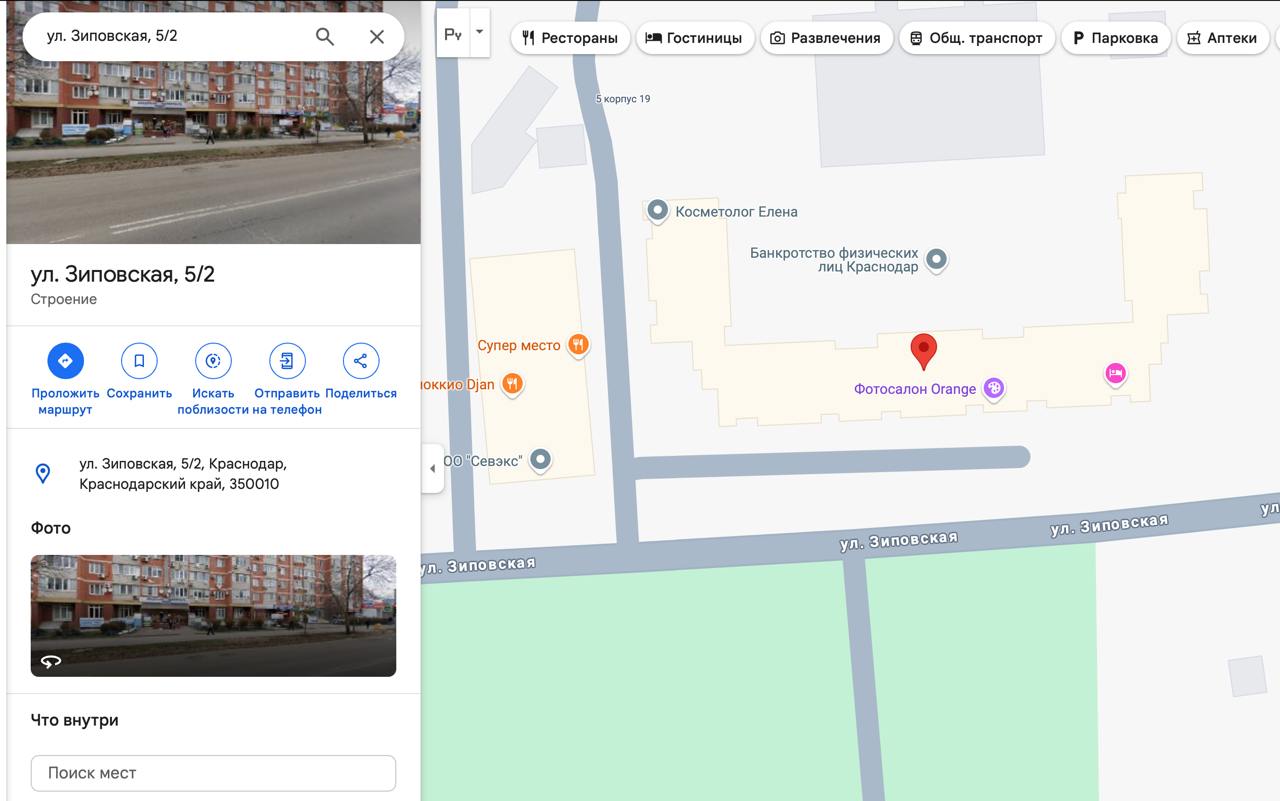 ул. Зиповская, 5/2
Ру
Рестораны
Гостиницы
Развлечения
Общ. транспорт
Парковка
Аптеки
ул. Зиповская, 5/2
Строение
Проложить маршрут
Сохранить
Искать поблизости
Отправить на телефон
Поделиться
ул. Зиповская, 5/2, Краснодар,
Краснодарский край, 350010
Фото
Что внутри
Поиск мест
5 корпус 19
Косметолог Елена
Банкротство физических
лиц Краснодар
Супер место
Djan
Фотосалон Orange
ОО "Севэкс"
ул. Зиповская
ул. Зиповская
ул. Зиповская
ул